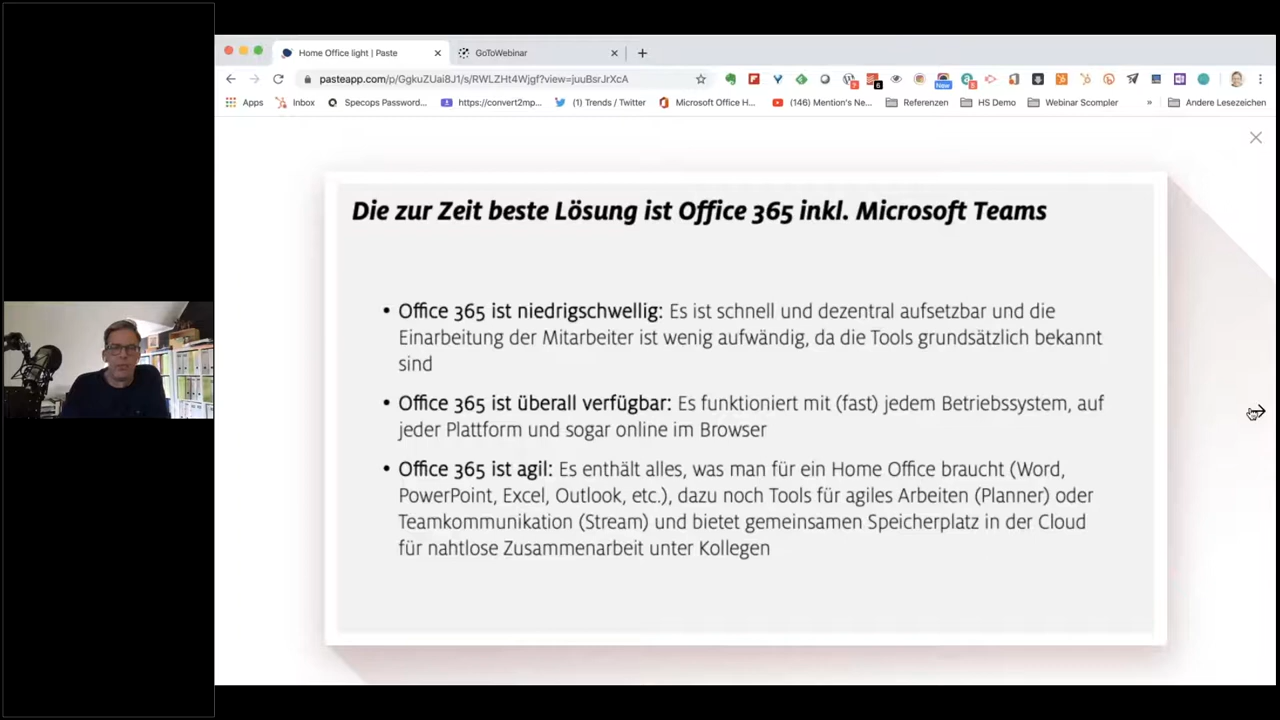 Home Office light | Paste
GoToWebinar
pasteapp.com/p/GgkuZUai8J1/s/RWLZHt4Wjgf?view=juuBsrJrXcA
New
Apps
Inbox
Specops Password...
https://convert2mp...
(1) Trends / Twitter
Microsoft Office H...
(146) Mention's Ne...
Referenzen
HS Demo
Webinar Scompler
»
Andere Lesezeichen
Die zur Zeit beste Lösung ist Office 365 inkl. Microsoft Teams
• Office 365 ist niedrigschwellig: Es ist schnell und dezentral aufsetzbar und die
Einarbeitung der Mitarbeiter ist wenig aufwändig, da die Tools grundsätzlich bekannt
sind
• Office 365 ist überall verfügbar: Es funktioniert mit (fast) jedem Betriebssystem, auf
jeder Plattform und sogar online im Browser
• Office 365 ist agil: Es enthält alles, was man für ein Home Office braucht (Word,
PowerPoint, Excel, Outlook, etc.), dazu noch Tools für agiles Arbeiten (Planner) oder
Teamkommunikation (Stream) und bietet gemeinsamen Speicherplatz in der Cloud
für nahtlose Zusammenarbeit unter Kollegen